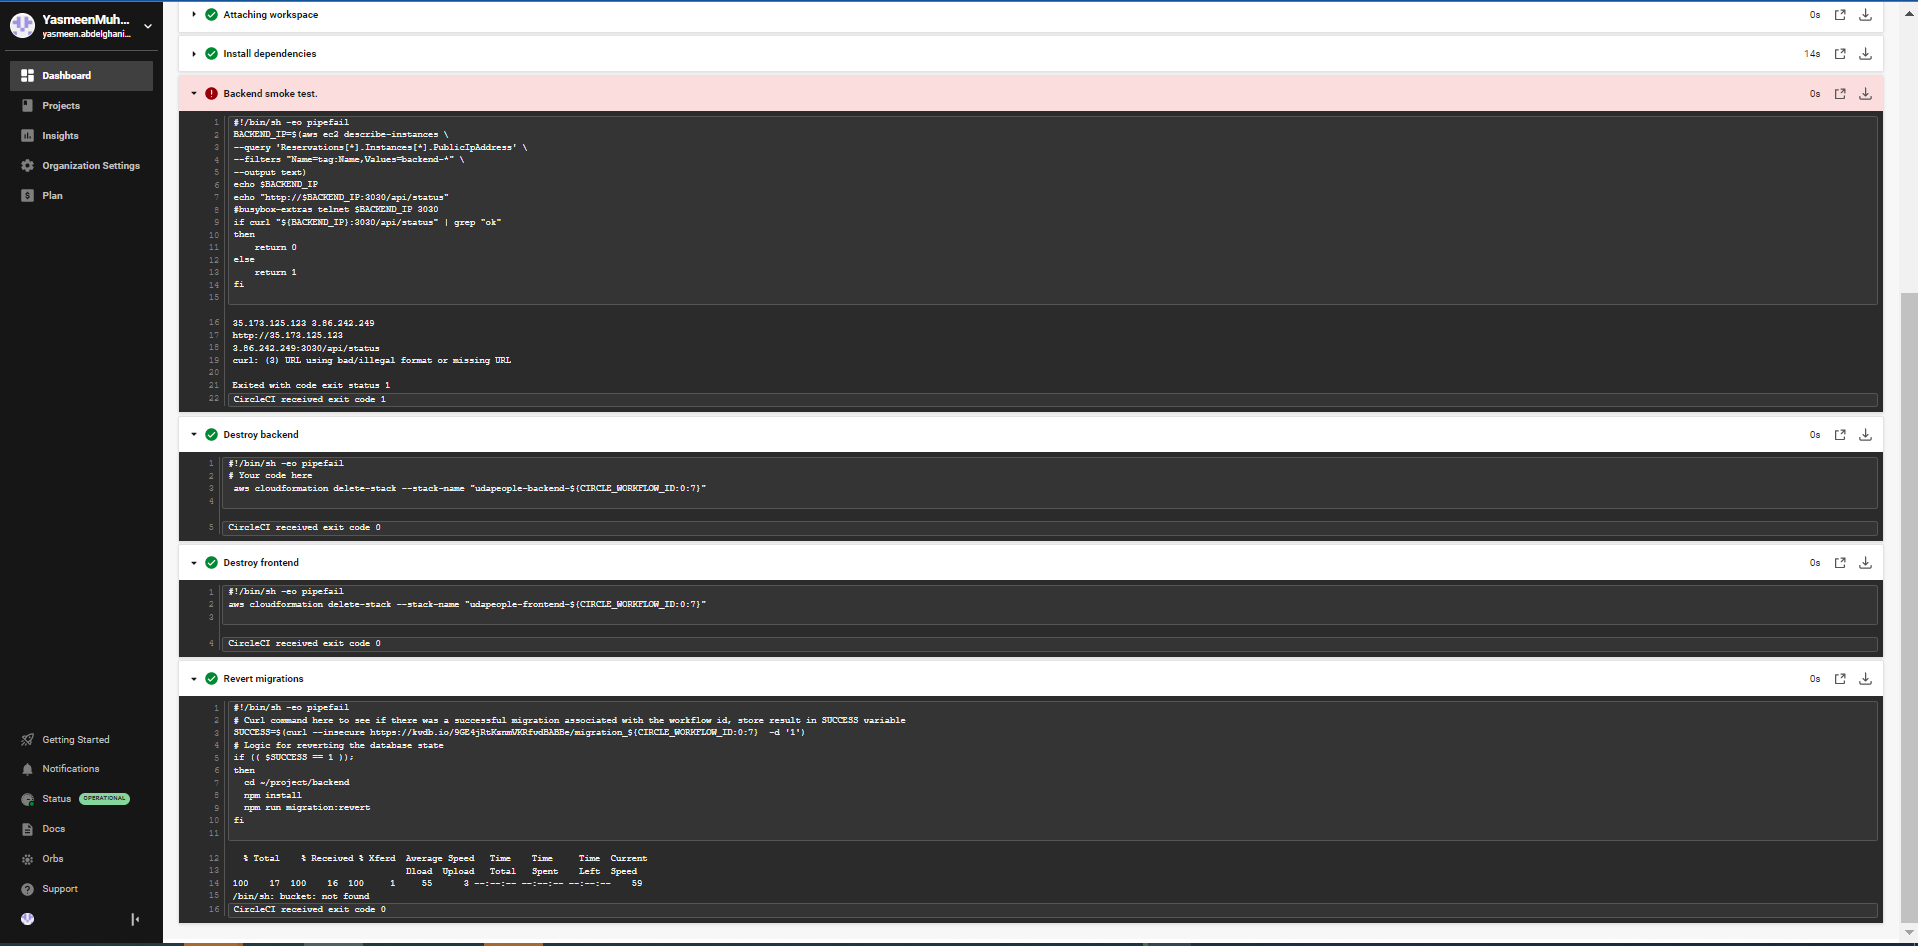 YasmeenMuh...
yasmeen.abdelghani...
Dashboard
Projects
Insights
Organization Settings
Plan
Getting Started
Notifications
Status OPERATIONAL
Docs
Orbs
Support
Attaching workspace 0s
Install dependencies 14s
Backend smoke test. 0s
1 #!/bin/sh -eo pipefail
2 BACKEND_IP=$(aws ec2 describe-instances \
3 --query 'Reservations[*].Instances[*].PublicIpAddress' \
4 --filters "Name=tag:Name,Values=backend-*" \
5 --output text)
6 echo $BACKEND_IP
7 echo "http://$BACKEND_IP:3030/api/status"
8 #busybox-extras telnet $BACKEND_IP 3030
9 if curl "${BACKEND_IP}:3030/api/status" | grep "ok"
10 then
11 return 0
12 else
13 return 1
14 fi
15
16 35.173.125.123 3.86.242.249
17 http://35.173.125.123
18 3.86.242.249:3030/api/status
19 curl: (3) URL using bad/illegal format or missing URL
20
21 Exited with code exit status 1
22 CircleCI received exit code 1
Destroy backend 0s
1 #!/bin/sh -eo pipefail
2 # Your code here
3 aws cloudformation delete-stack --stack-name "udapeople-backend-${CIRCLE_WORKFLOW_ID:0:7}"
4
5 CircleCI received exit code 0
Destroy frontend 0s
1 #!/bin/sh -eo pipefail
2 aws cloudformation delete-stack --stack-name "udapeople-frontend-${CIRCLE_WORKFLOW_ID:0:7}"
3
4 CircleCI received exit code 0
Revert migrations 0s
1 #!/bin/sh -eo pipefail
2 # Curl command here to see if there was a successful migration associated with the workflow id, store result in SUCCESS variable
3 SUCCESS=$(curl --insecure https://kvdb.io/9GE4jRtKznmVKRfvdBABBe/migration_${CIRCLE_WORKFLOW_ID:0:7} -d '1')
4 # Logic for reverting the database state
5 if (( $SUCCESS == 1 ));
6 then
7 cd ~/project/backend
8 npm install
9 npm run migration:revert
10 fi
11
12 % Total % Received % Xferd Average Speed Time Time Time Current
13 Dload Upload Total Spent Left Speed
14 100 17 100 16 100 1 55 3 --:--:-- --:--:-- --:--:-- 59
15 /bin/sh: bucket: not found
16 CircleCI received exit code 0